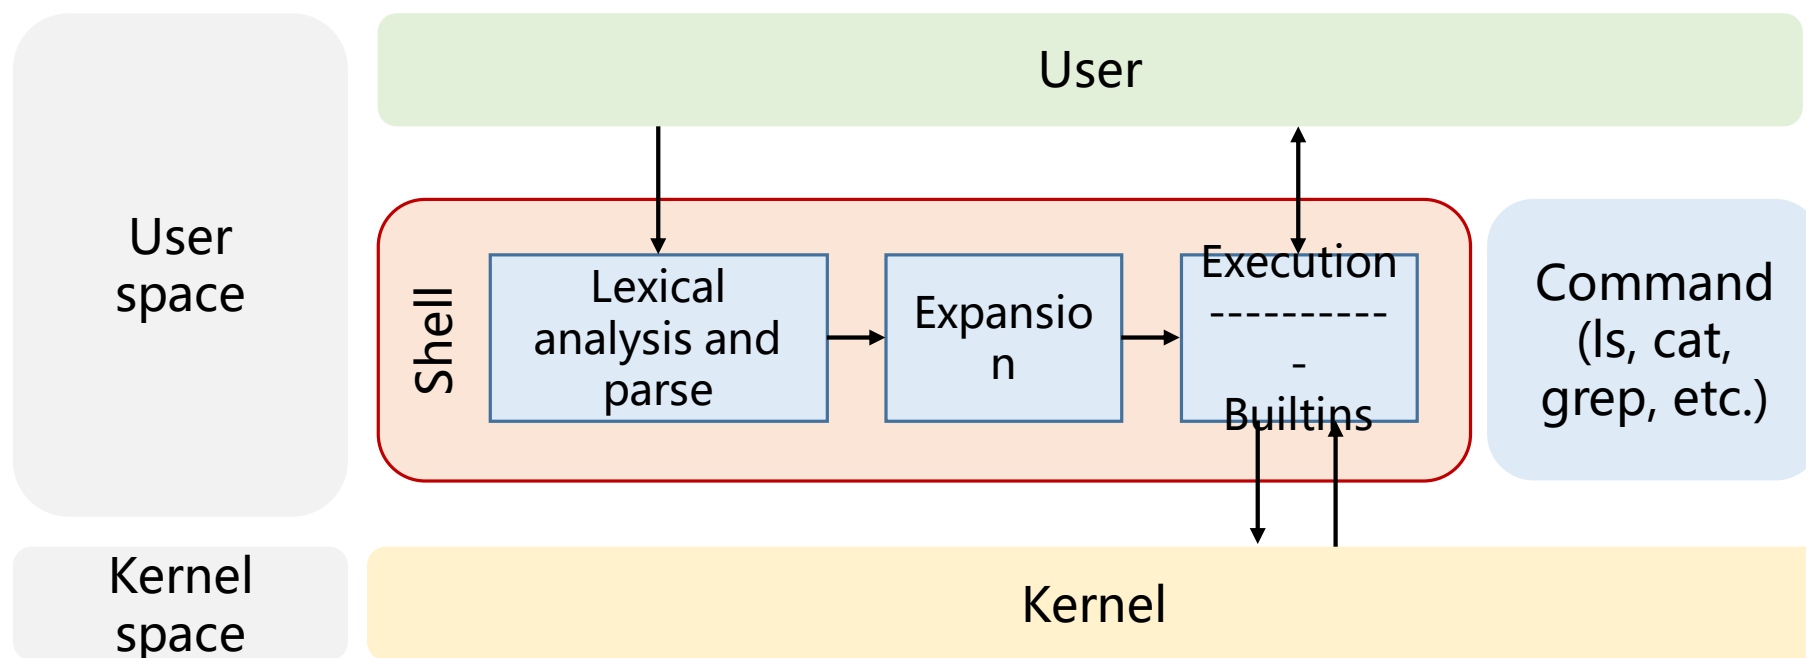 User
User
space
Shell
Lexical
analysis and
parse
Expansio
n
Execution
----------
-
Builtins
Command
(ls, cat,
grep, etc.)
Kernel
space
Kernel